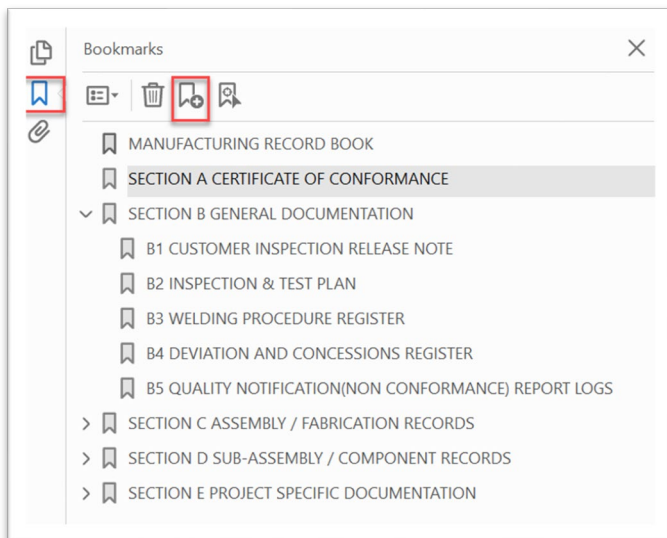 Bookmarks
MANUFACTURING RECORD BOOK
SECTION A CERTIFICATE OF CONFORMANCE
SECTION B GENERAL DOCUMENTATION
B1 CUSTOMER INSPECTION RELEASE NOTE
B2 INSPECTION & TEST PLAN
B3 WELDING PROCEDURE REGISTER
B4 DEVIATION AND CONCESSIONS REGISTER
B5 QUALITY NOTIFICATION(NON CONFORMANCE) REPORT LOGS
SECTION C ASSEMBLY / FABRICATION RECORDS
SECTION D SUB-ASSEMBLY / COMPONENT RECORDS
SECTION E PROJECT SPECIFIC DOCUMENTATION